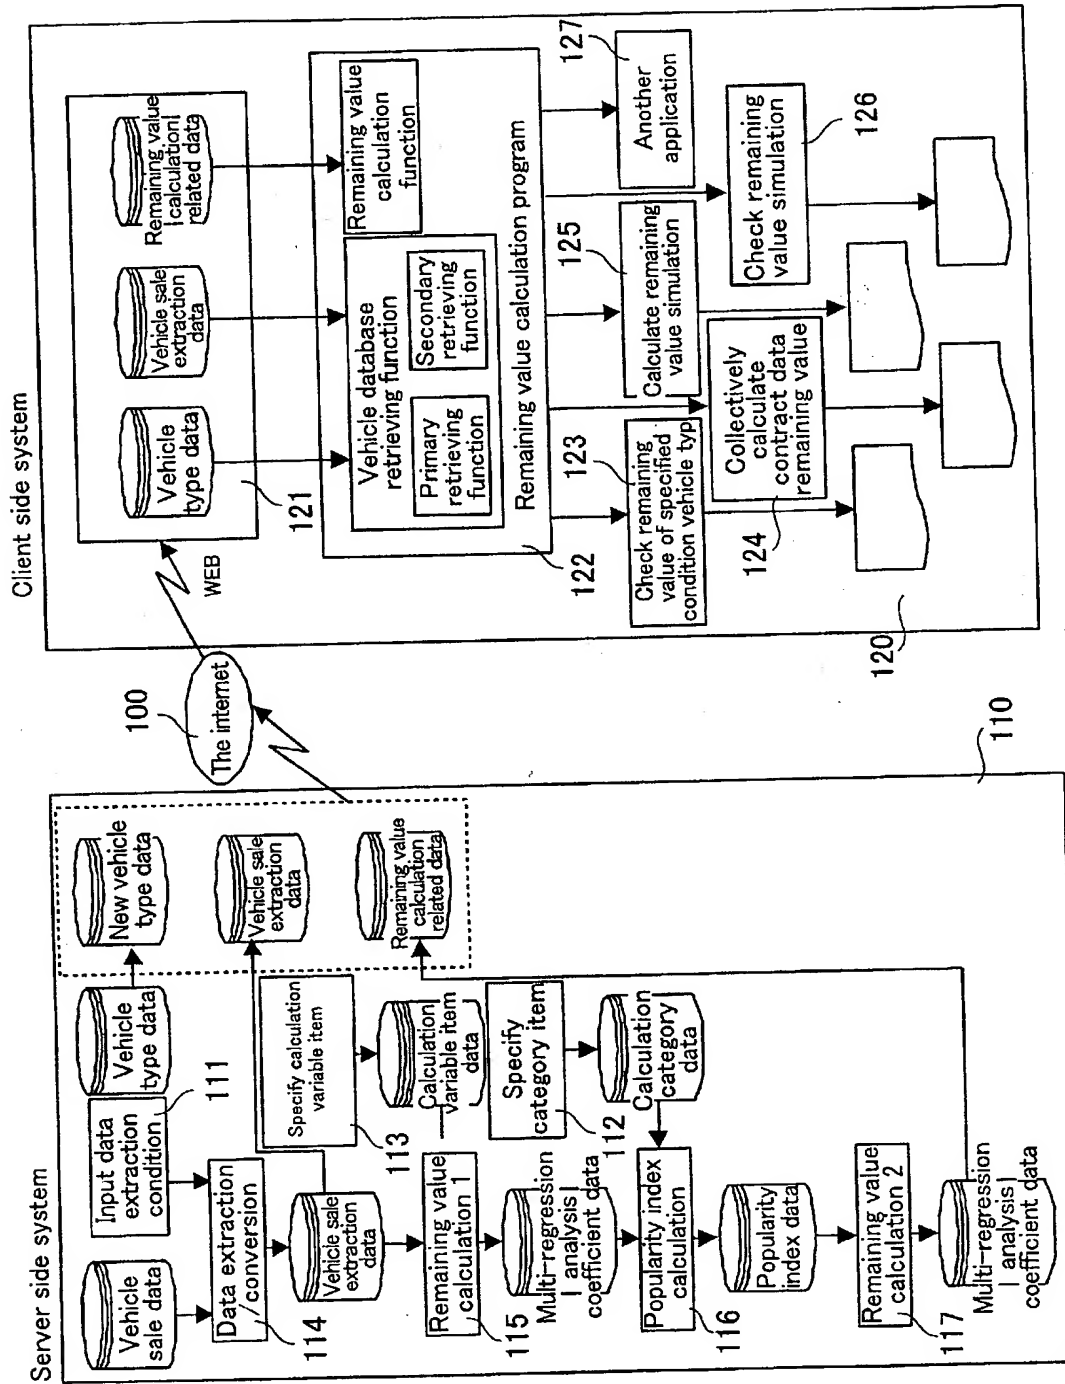 Server side system
Vehicle
sale data
Input data
extraction
condition
111
Vehicle
type data
New vehicle
type data
Data extraction
/conversion
114
Vehicle sale
extraction
data
Specify calculation
variable item
113
Vehicle sale
extraction
data
Remaining value
calculation 1
115
Calculation
variable item
data
Specify
category item
112
Remaining value
calculation
related data
Multi-regression
analysis
coefficient data
Calculation
category
data
Popularity index
calculation
116
Popularity
index data
Remaining value
calculation 2
117
Multi-regression
analysis
coefficient data
110
100
The internet
WEB
Client side system
Vehicle
type data
Vehicle sale
extraction
data
Remaining value
calculation
related data
121
Vehicle database
retrieving function
Primary
retrieving
function
Secondary
retrieving
function
Remaining value
calculation
function
Remaining value calculation program
122
123
Check remaining
value of specified
condition vehicle typ
124
Collectively
calculate
contract data
remaining value
125
Calculate remaining
value simulation
126
Check remaining
value simulation
127
Another
application
120